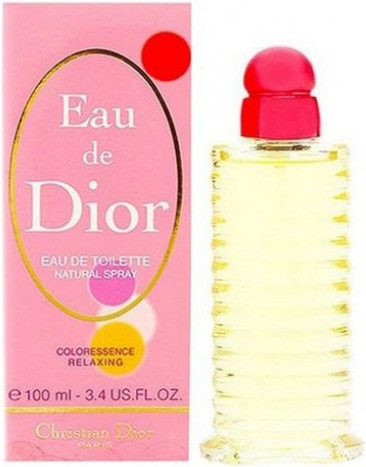 Eau
de
Dior
EAU DE TOILETTE
NATURAL SPRAY
COLORESSENCE
RELAXING
℮ 100 ml - 3.4 US.FL.OZ.
Christian Dior
PARIS